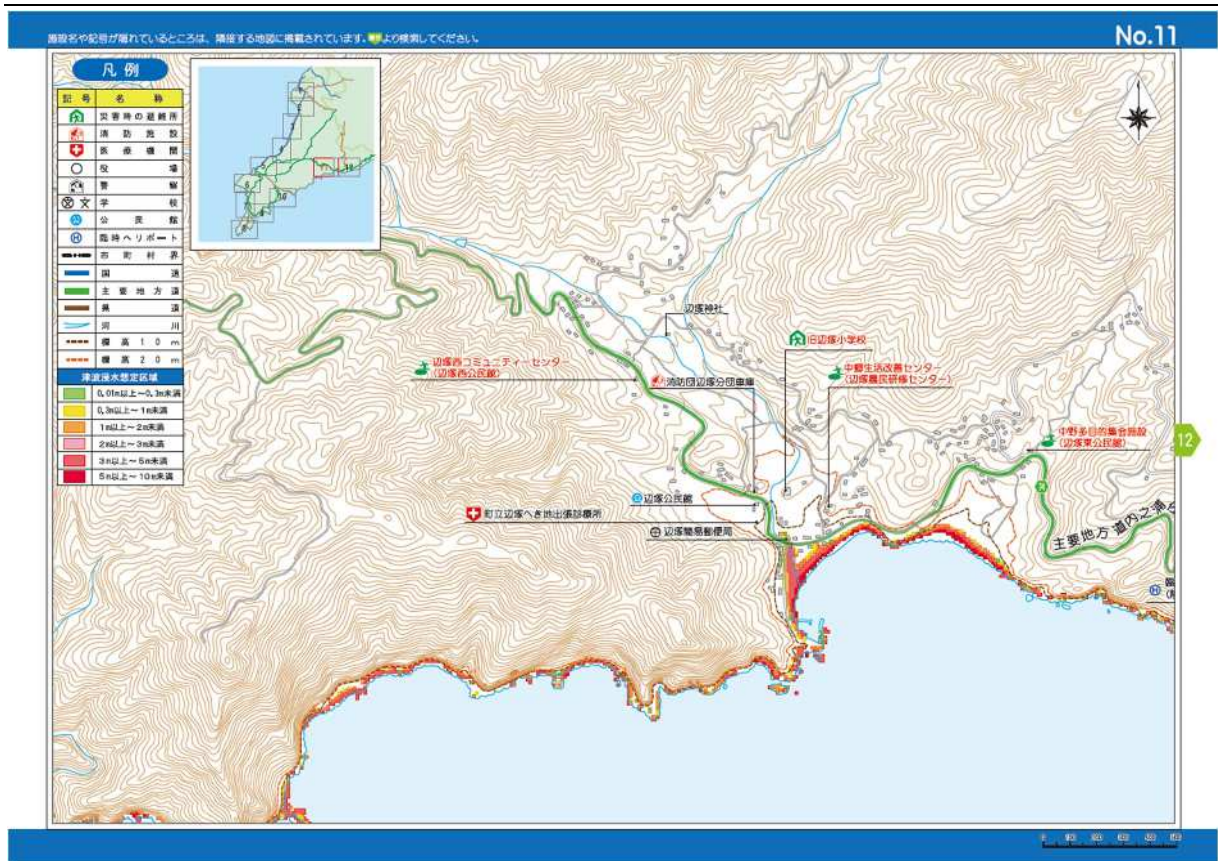 施設名や記号が隠れているところは、隣接する地図に掲載されています。より検索してください。
No.11
凡例
記号 名称
災害時の避難所
消防施設
医療機関
役場
警察
文 学校
公民館
H 臨時ヘリポート
市町村界
国道
主要地方道
県道
河川
標高10m
標高20m
津波浸水想定区域
0.01m以上～0.3m未満
0.3m以上～1m未満
1m以上～2m未満
2m以上～3m未満
3m以上～5m未満
5m以上～10m未満
辺塚神社
旧辺塚小学校
辺塚西コミュニティーセンター
(辺塚西公民館)
消防団辺塚分団車庫
中郷生活改善センター
(辺塚農民研修センター)
中野多目的集会施設
(辺塚東公民館)
12
辺塚公民館
町立辺塚へき地出張診療所
辺塚簡易郵便局
主要地方道内之浦
H